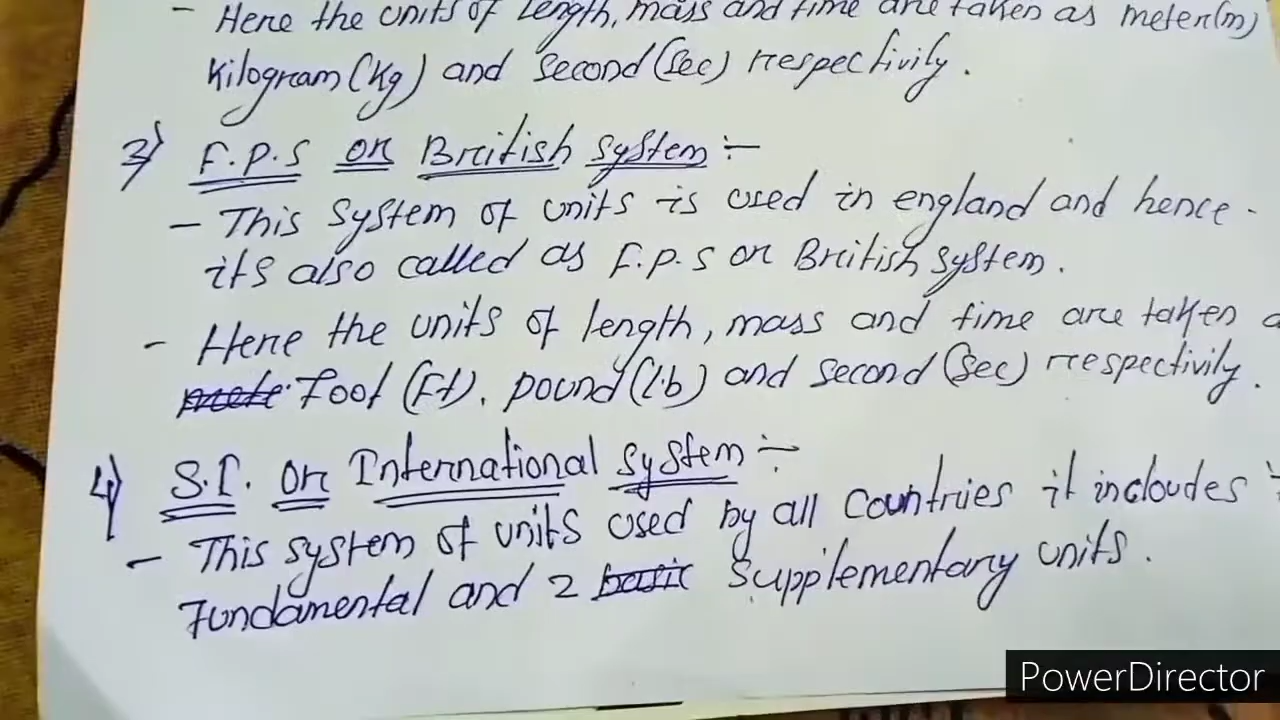 - Here the units of length, mass and time are taken as meter(m)
Kilogram (Kg) and second (Sec) respectivily.
3) F.P.S or British system :-
- This system of units is used in england and hence -
its also called as F.P.S or British system.
- Here the units of length, mass and time are taken a
Foot (Ft), pound (lb) and second (Sec) respectivily.
4) S.I. or International system :-
- This system of units used by all countries it includes 7
Fundamental and 2 basic supplementary units.
PowerDirector